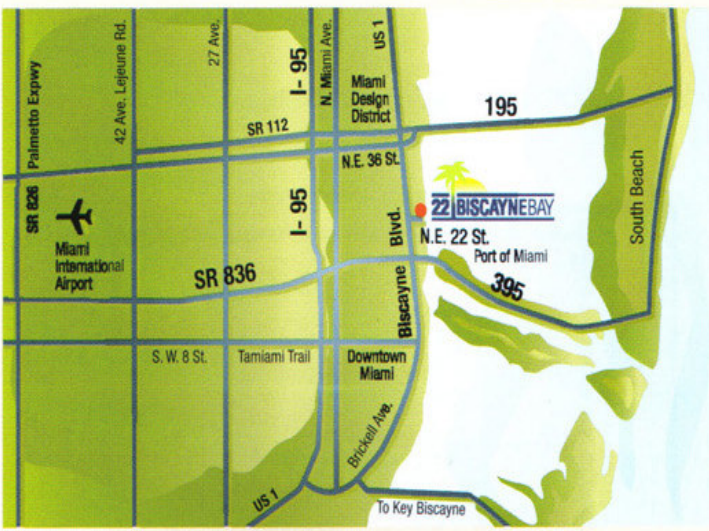 Palmetto Expwy
SR 826
42 Ave. Lejeune Rd.
27 Ave.
I- 95
N. Miami Ave.
US 1
Miami
Design
District
195
SR 112
N.E. 36 St.
I- 95
Biscayne Blvd.
22 BISCAYNEBAY
N.E. 22 St.
Port of Miami
South Beach
Miami
International
Airport
SR 836
395
S. W. 8 St.
Tamiami Trail
Downtown
Miami
Brickell Ave.
US 1
To Key Biscayne